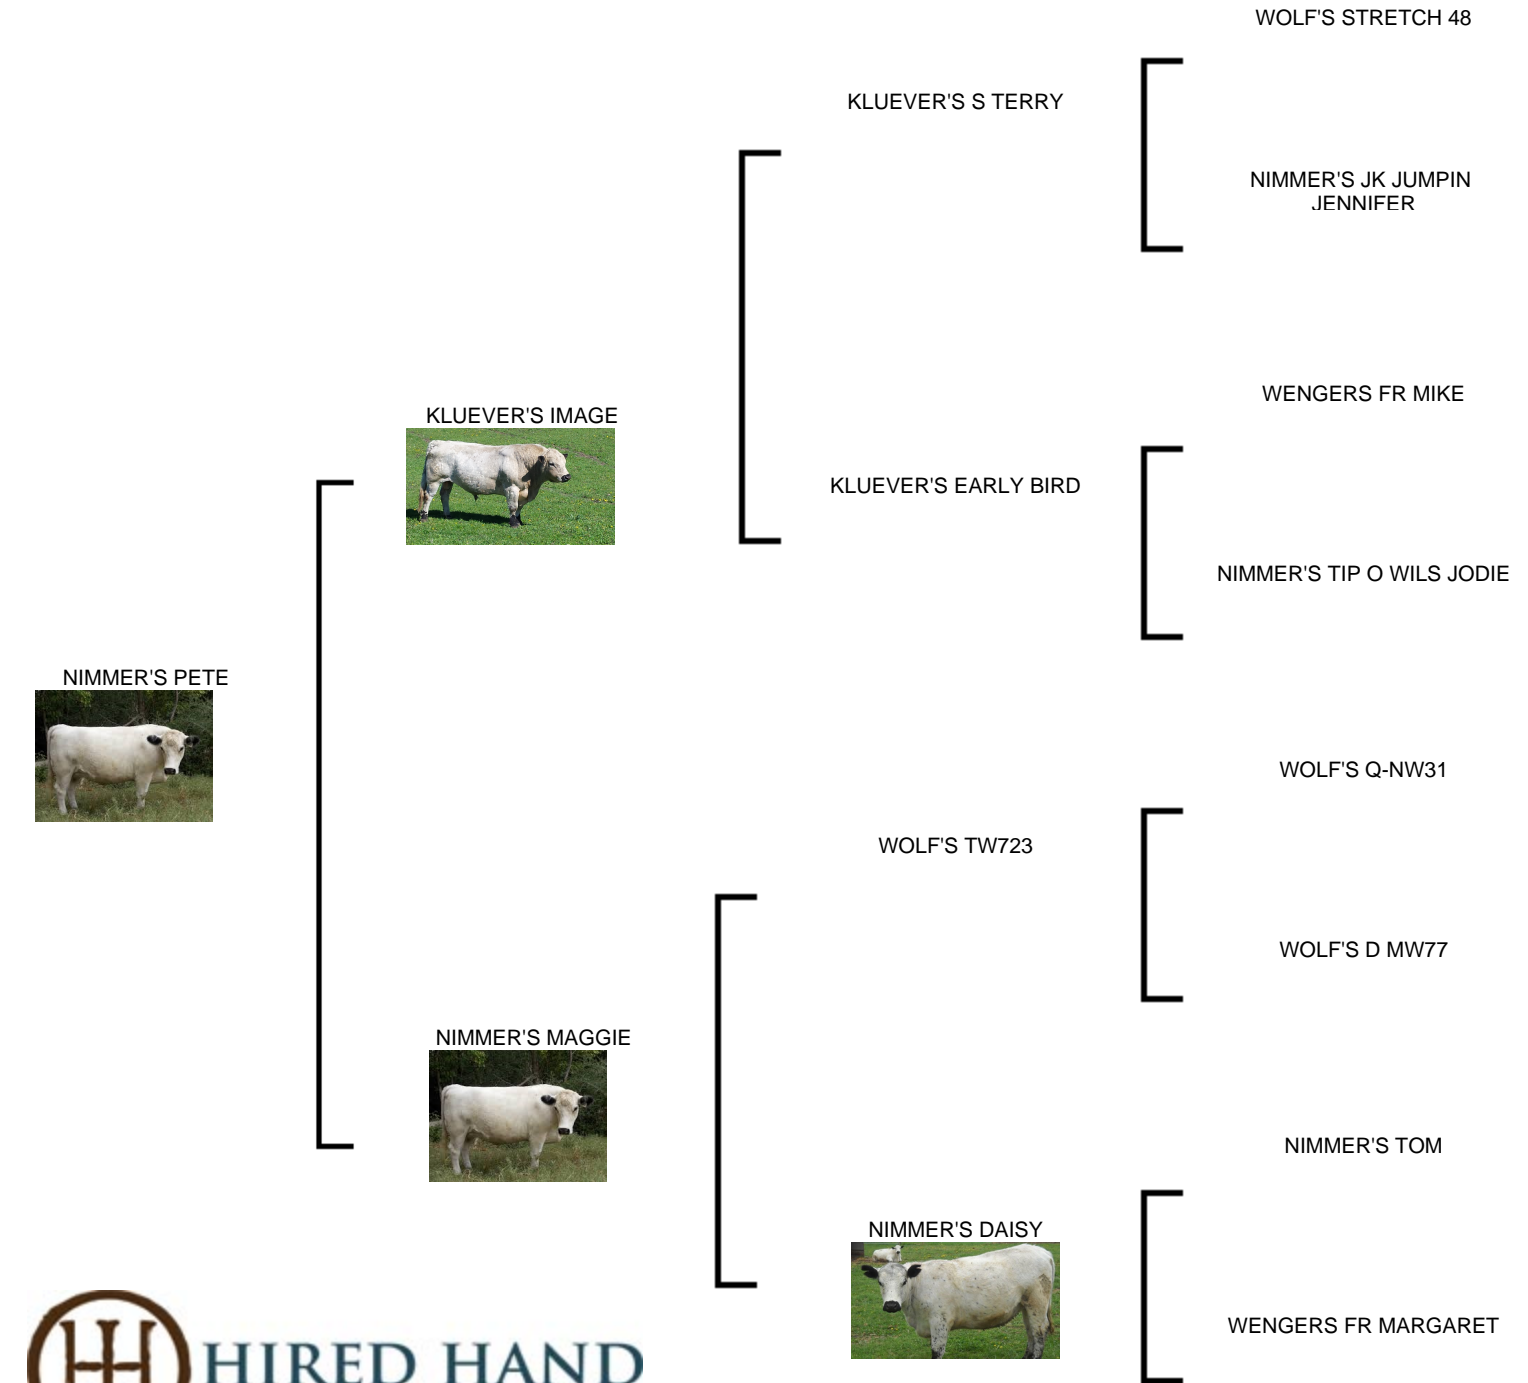 WOLF'S STRETCH 48
KLUEVER'S S TERRY
NIMMER'S JK JUMPIN
JENNIFER
WENGERS FR MIKE
KLUEVER'S IMAGE
KLUEVER'S EARLY BIRD
NIMMER'S TIP O WILS JODIE
NIMMER'S PETE
WOLF'S Q-NW31
WOLF'S TW723
WOLF'S D MW77
NIMMER'S MAGGIE
NIMMER'S TOM
NIMMER'S DAISY
WENGERS FR MARGARET
HIRED HAND